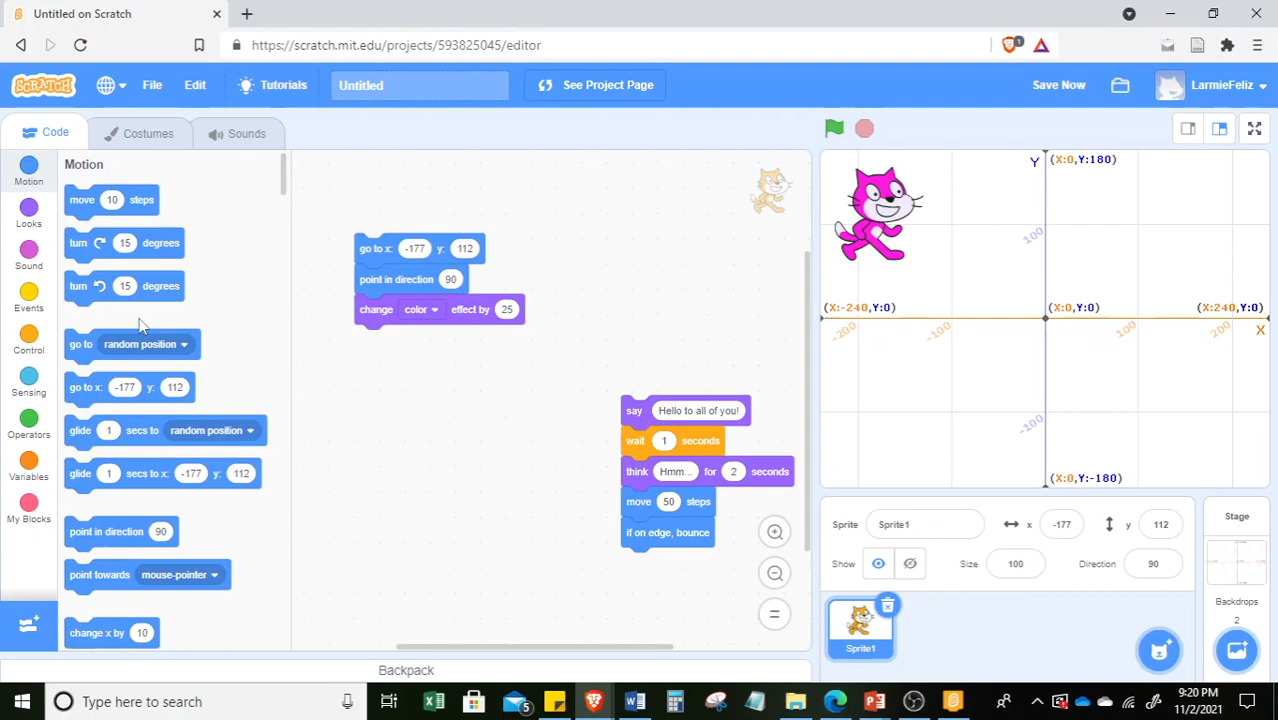 Untitled on Scratch
https://scratch.mit.edu/projects/593825045/editor
1
SCRATCH File Edit Tutorials Untitled See Project Page Save Now LarmieFeliz
Code Costumes Sounds
Motion
Looks
Sound
Events
Control
Sensing
Operators
Variables
My Blocks
Motion
move 10 steps
turn 15 degrees
turn 15 degrees
go to random position
go to x: -177 y: 112
glide 1 secs to random position
glide 1 secs to x: -177 y: 112
point in direction 90
point towards mouse-pointer
change x by 10
go to x: -177 y: 112
point in direction 90
change color effect by 25
say Hello to all of you!
wait 1 seconds
think Hmm... for 2 seconds
move 50 steps
if on edge, bounce
Backpack
Y (X:0,Y:180)
100
(X:-240,Y:0) (X:0,Y:0) (X:240,Y:0)
-200 -100 100 200 X
-100
(X:0,Y:-180)
Sprite Sprite1 x -177 y 112
Show Size 100 Direction 90
Sprite1
Stage
Backdrops
2
Type here to search
5
9:20 PM
11/2/2021